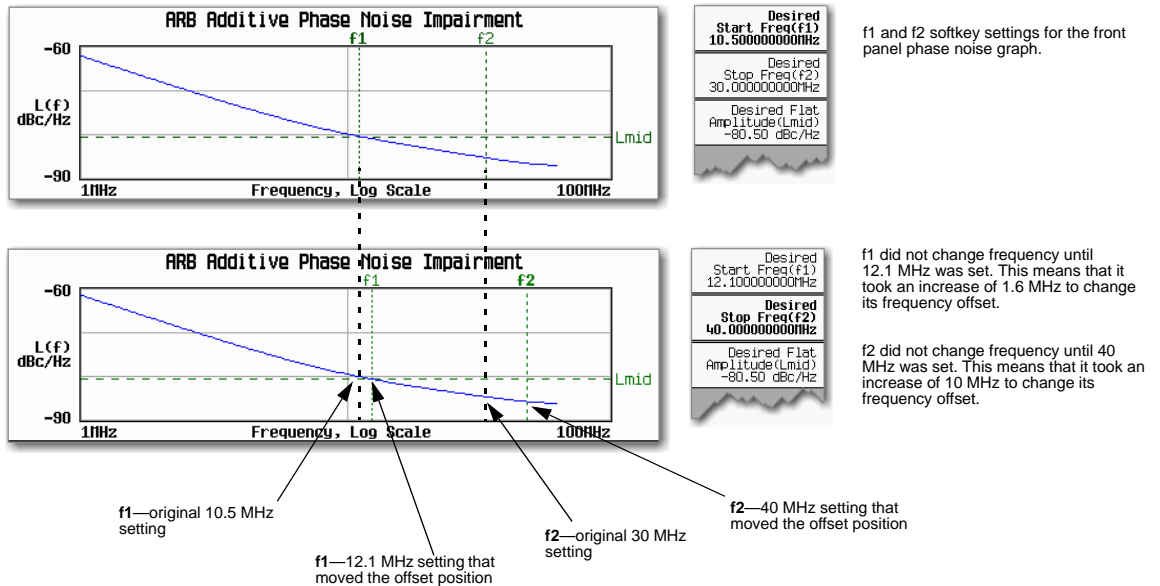 ARB Additive Phase Noise Impairment
f1
f2
-60
L(f)
dBc/Hz
Lmid
-90
1MHz
Frequency, Log Scale
100MHz
Desired
Start Freq(f1)
10.500000000MHz
Desired
Stop Freq(f2)
30.000000000MHz
Desired Flat
Amplitude(Lmid)
-80.50 dBc/Hz
f1 and f2 softkey settings for the front
panel phase noise graph.
ARB Additive Phase Noise Impairment
f1
f2
-60
L(f)
dBc/Hz
Lmid
-90
1MHz
Frequency, Log Scale
100MHz
Desired
Start Freq(f1)
12.100000000MHz
Desired
Stop Freq(f2)
40.000000000MHz
Desired Flat
Amplitude(Lmid)
-80.50 dBc/Hz
f1 did not change frequency until
12.1 MHz was set. This means that it
took an increase of 1.6 MHz to change
its frequency offset.
f2 did not change frequency until 40
MHz was set. This means that it took an
increase of 10 MHz to change its
frequency offset.
f1—original 10.5 MHz
setting
f1—12.1 MHz setting that
moved the offset position
f2—original 30 MHz
setting
f2—40 MHz setting that
moved the offset position